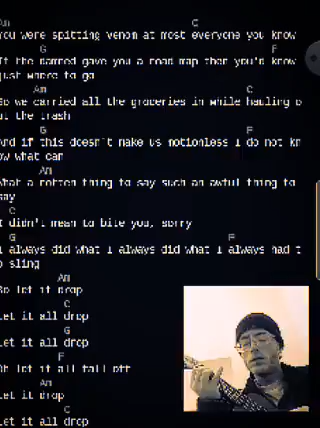 Am C
You were spitting venom at most everyone you know
G F
If the damned gave you a road map then you'd know
just where to go
Am C
So we carried all the groceries in while hauling o
ut the trash
G F
And if this doesn't make us motionless I do not kn
ow what can
Am
What a rotten thing to say such an awful thing to
say
C
I didn't mean to bite you, sorry
G F
I always did what I always did what I always had t
o sling
Am
So let it drop
C
Let it all drop
G
Let it all drop
F
Oh let it all fall off
Am
Let it drop
C
Let it all drop